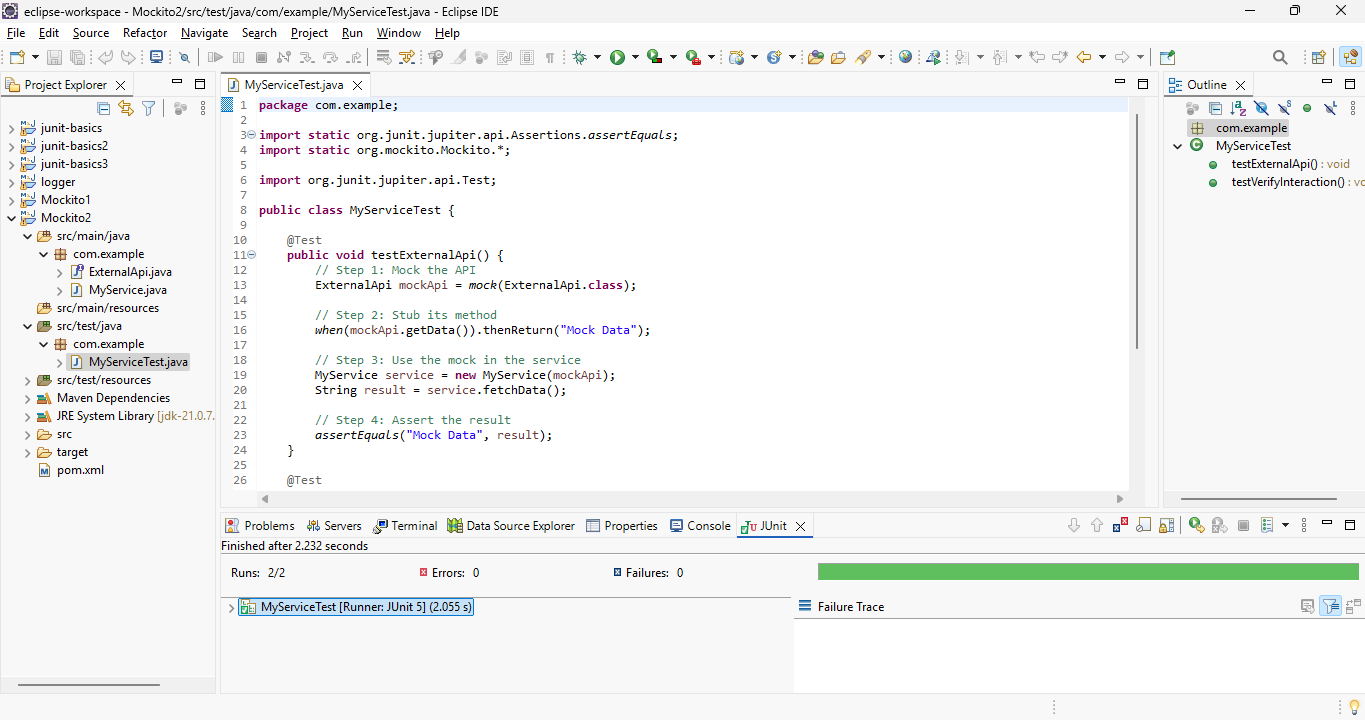 eclipse-workspace - Mockito2/src/test/java/com/example/MyServiceTest.java - Eclipse IDE
File Edit Source Refactor Navigate Search Project Run Window Help
Project Explorer
junit-basics
junit-basics2
junit-basics3
logger
Mockito1
Mockito2
src/main/java
com.example
ExternalApi.java
MyService.java
src/main/resources
src/test/java
com.example
MyServiceTest.java
src/test/resources
Maven Dependencies
JRE System Library [jdk-21.0.7.
src
target
pom.xml
MyServiceTest.java
1 package com.example;
2
3 import static org.junit.jupiter.api.Assertions.assertEquals;
4 import static org.mockito.Mockito.*;
5
6 import org.junit.jupiter.api.Test;
7
8 public class MyServiceTest {
9
10 @Test
11 public void testExternalApi() {
12 // Step 1: Mock the API
13 ExternalApi mockApi = mock(ExternalApi.class);
14
15 // Step 2: Stub its method
16 when(mockApi.getData()).thenReturn("Mock Data");
17
18 // Step 3: Use the mock in the service
19 MyService service = new MyService(mockApi);
20 String result = service.fetchData();
21
22 // Step 4: Assert the result
23 assertEquals("Mock Data", result);
24 }
25
26 @Test
Outline
com.example
MyServiceTest
testExternalApi() : void
testVerifyInteraction() : vo
Problems Servers Terminal Data Source Explorer Properties Console JUnit
Finished after 2.232 seconds
Runs: 2/2 Errors: 0 Failures: 0
MyServiceTest [Runner: JUnit 5] (2.055 s)
Failure Trace